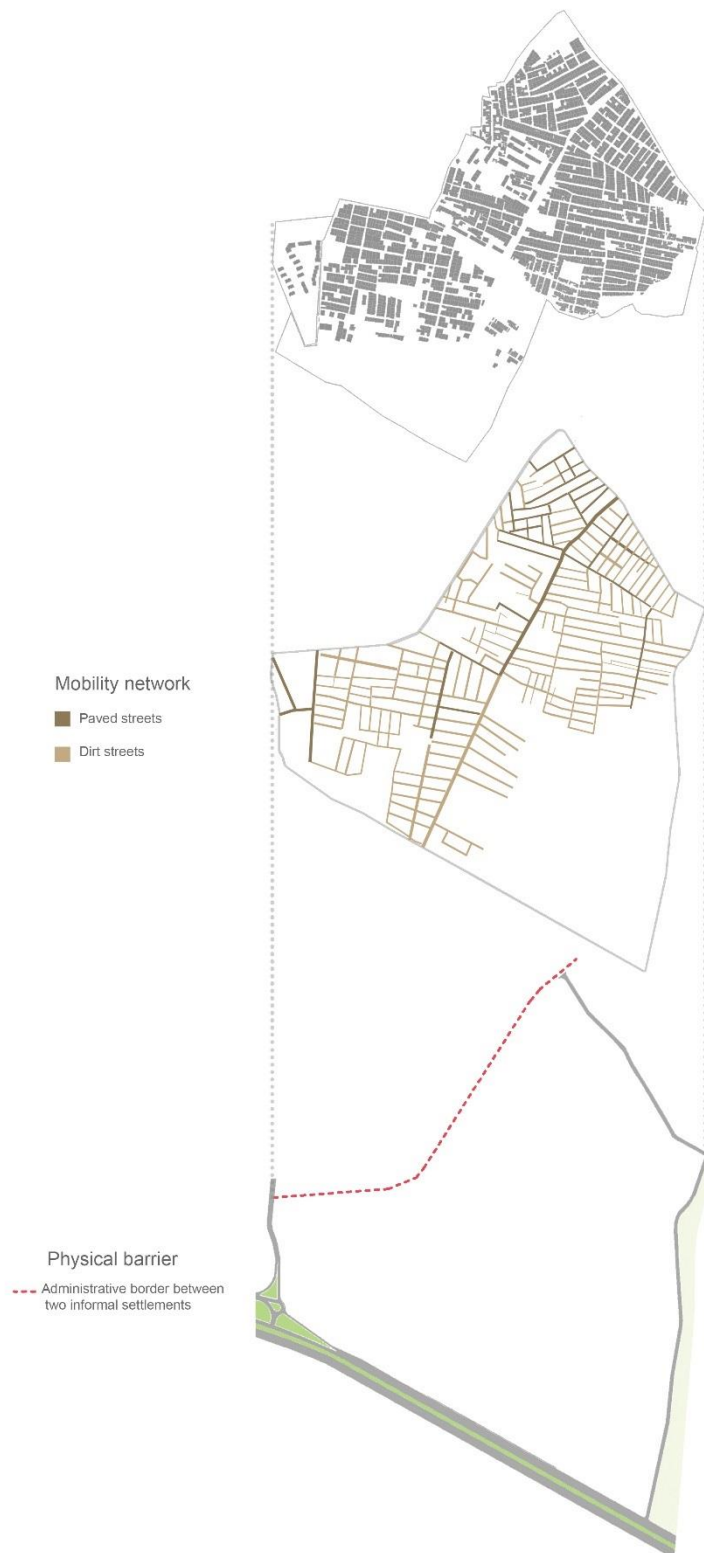 Mobility network
Paved streets
Dirt streets
Physical barrier
Administrative border between
two informal settlements